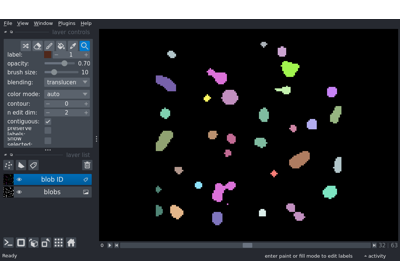 File View Window Plugins Help
layer controls
label: 1
opacity: 0.70
brush size: 10
blending: translucen
color mode: auto
contour: 0
n edit dim: 2
contiguous:
preserve labels:
show selected:
layer list
blob ID
blobs
32 63
enter paint or fill mode to edit labels activity